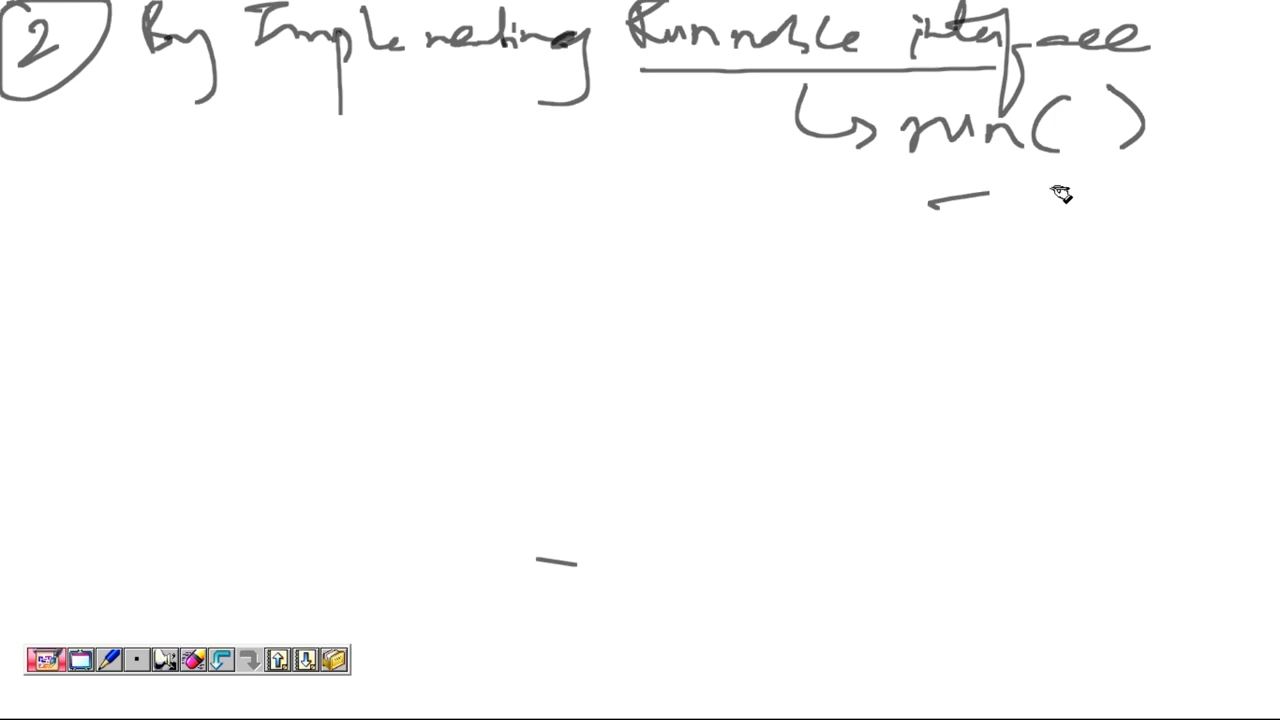 2 By Implementing Runnable interface
↳ run( )